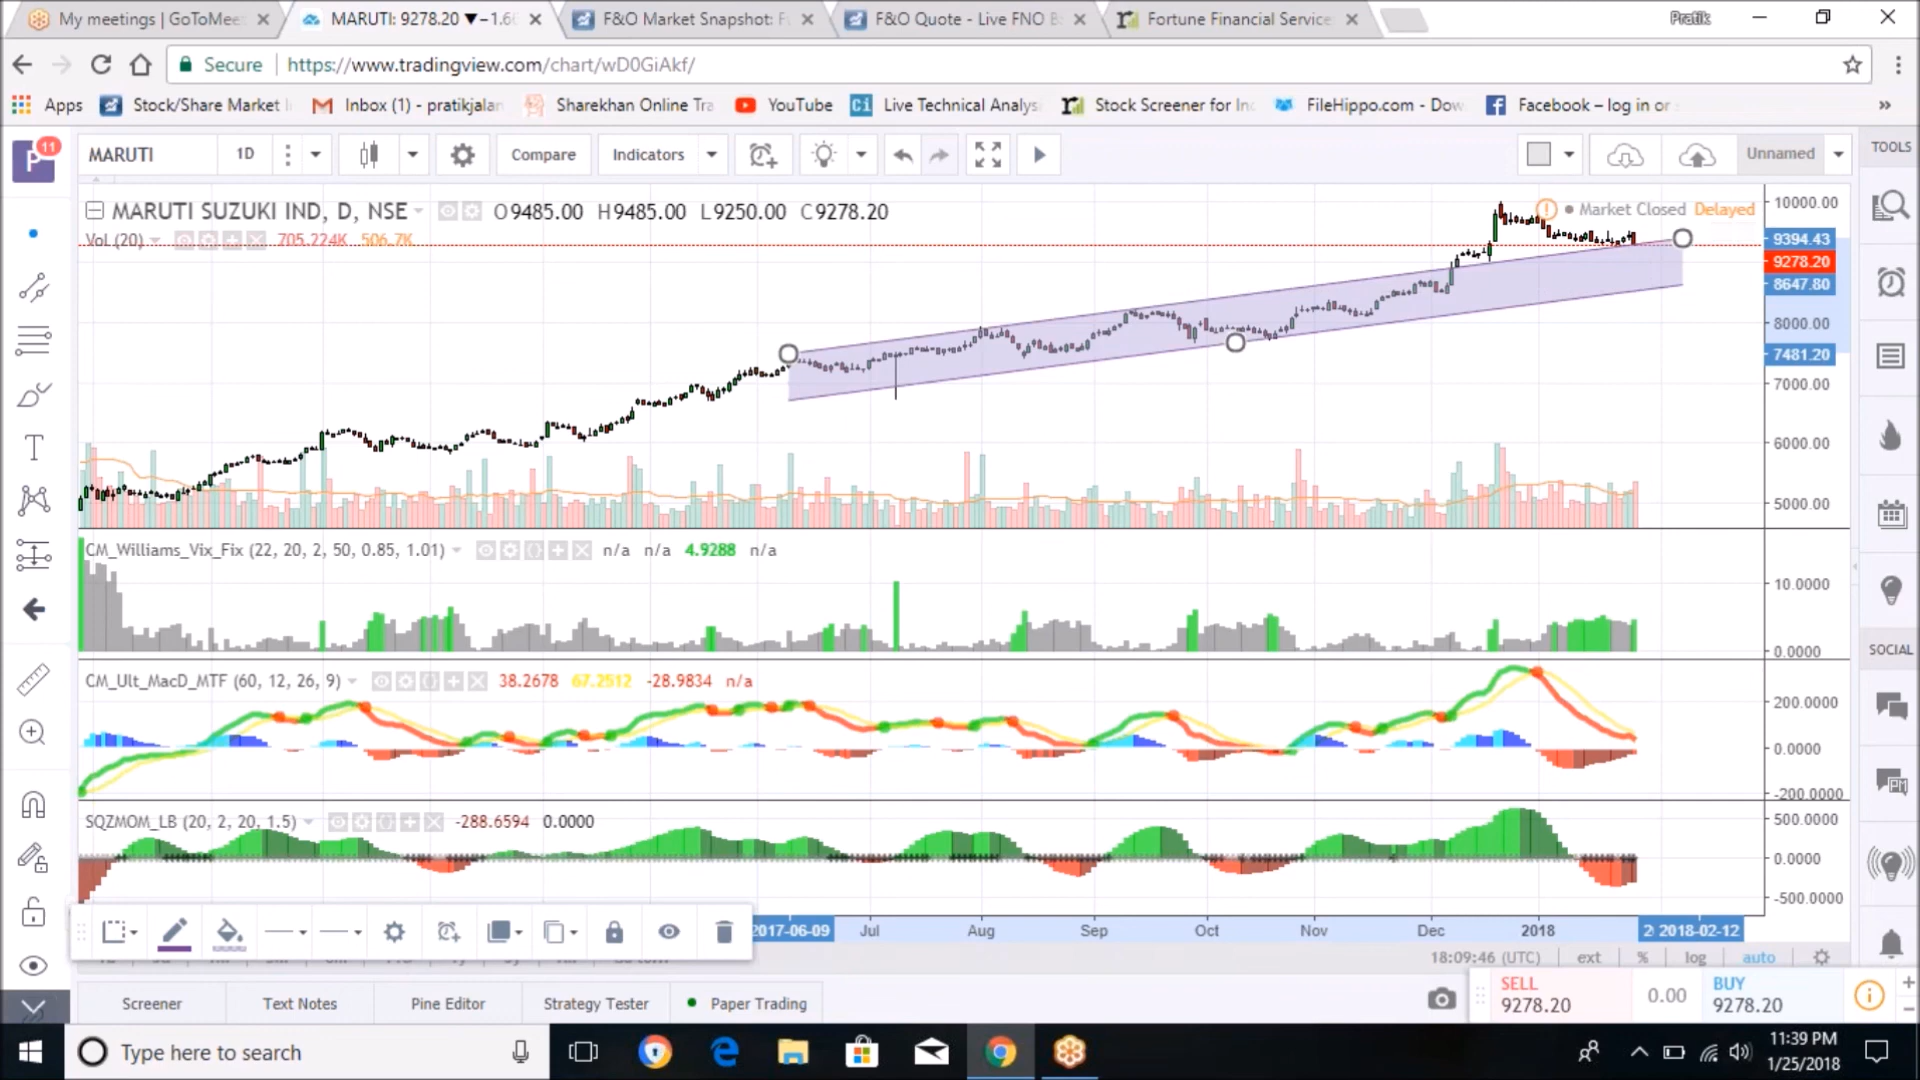 My meetings | GoToMee
MARUTI: 9278.20 ▼−1.6
F&O Market Snapshot: F
F&O Quote - Live FNO B
Fortune Financial Service
Pratik
Secure
https://www.tradingview.com/chart/wD0GiAkf/
Apps
Stock/Share Market I
Inbox (1) - pratikjalan
Sharekhan Online Tra
YouTube
Live Technical Analysi
Stock Screener for Inc
FileHippo.com - Dow
Facebook – log in or
»
11
P
MARUTI
1D
Compare
Indicators
Unnamed
TOOLS
MARUTI SUZUKI IND, D, NSE
O9485.00 H9485.00 L9250.00 C9278.20
Market Closed Delayed
Vol (20)
705.224K 506.7K
10000.00
9394.43
9278.20
8647.80
8000.00
7481.20
7000.00
6000.00
5000.00
CM_Williams_Vix_Fix (22, 20, 2, 50, 0.85, 1.01)
n/a n/a 4.9288 n/a
10.0000
0.0000
SOCIAL
CM_Ult_MacD_MTF (60, 12, 26, 9)
38.2678 67.2512 -28.9834 n/a
200.0000
0.0000
-200.0000
SQZMOM_LB (20, 2, 20, 1.5)
-288.6594 0.0000
500.0000
0.0000
-500.0000
2017-06-09
Jul
Aug
Sep
Oct
Nov
Dec
2018
2018-02-12
18:09:46 (UTC)
ext
%
log
auto
Screener
Text Notes
Pine Editor
Strategy Tester
Paper Trading
SELL
9278.20
0.00
BUY
9278.20
Type here to search
11:39 PM
1/25/2018